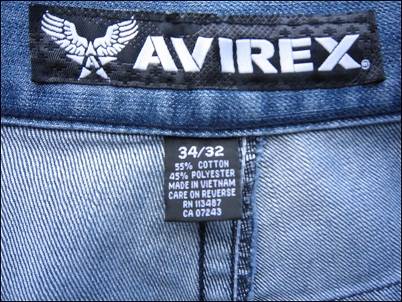 AVIREX®
34/32
55% COTTON
45% POLYESTER
MADE IN VIETNAM
CARE ON REVERSE
RN 113487
CA 07243